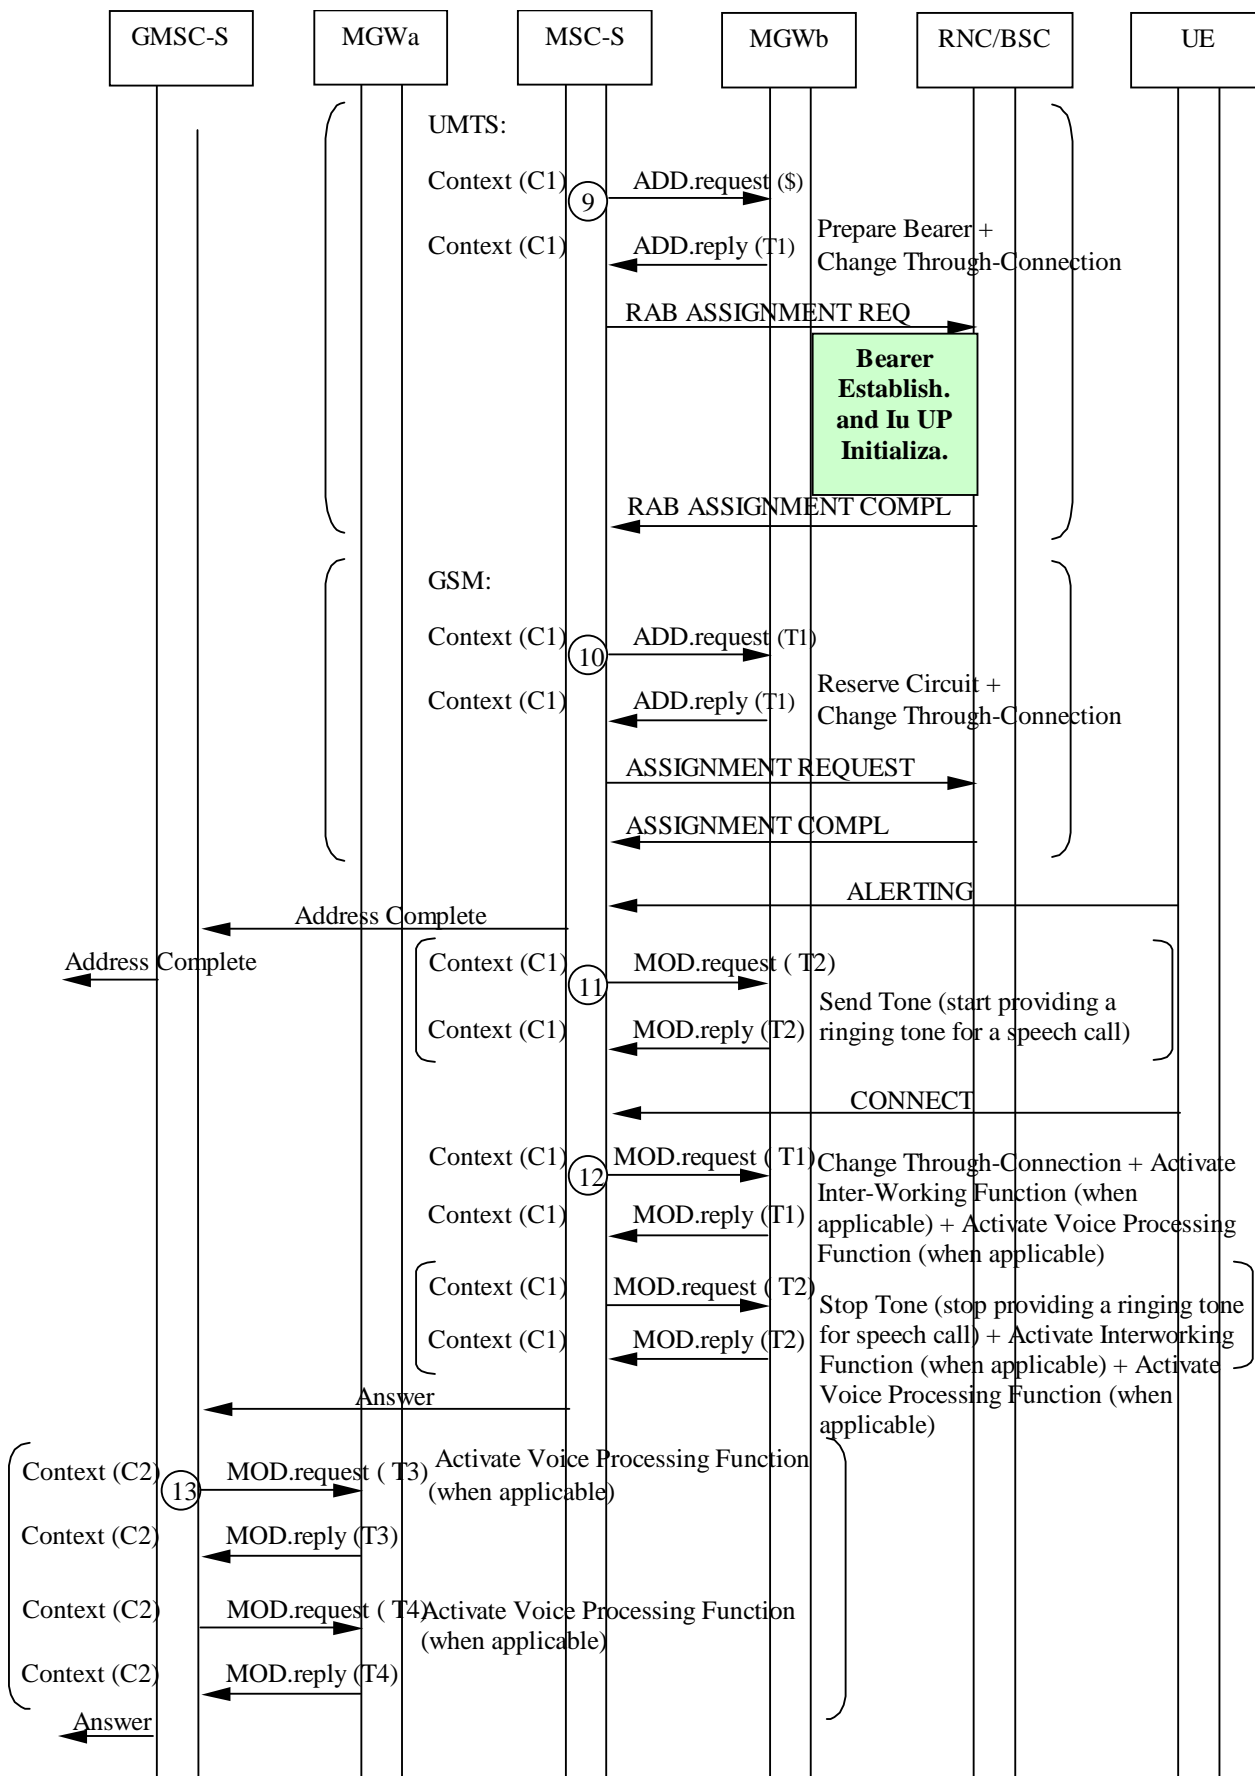 GMSC-S
MGWa
MSC-S
MGWb
RNC/BSC
UE
UMTS:
Context (C1)
9
ADD.request ($)
Context (C1)
ADD.reply (T1)
Prepare Bearer +
Change Through-Connection
RAB ASSIGNMENT REQ
Bearer
Establish.
and Iu UP
Initializa.
RAB ASSIGNMENT COMPL
GSM:
Context (C1)
10
ADD.request (T1)
Context (C1)
ADD.reply (T1)
Reserve Circuit +
Change Through-Connection
ASSIGNMENT REQUEST
ASSIGNMENT COMPL
ALERTING
Address Complete
Address Complete
Context (C1)
11
MOD.request ( T2)
Context (C1)
MOD.reply (T2)
Send Tone (start providing a
ringing tone for a speech call)
CONNECT
Context (C1)
12
MOD.request ( T1)
Context (C1)
MOD.reply (T1)
Change Through-Connection + Activate
Inter-Working Function (when
applicable) + Activate Voice Processing
Function (when applicable)
Context (C1)
MOD.request ( T2)
Context (C1)
MOD.reply (T2)
Stop Tone (stop providing a ringing tone
for speech call) + Activate Interworking
Function (when applicable) + Activate
Voice Processing Function (when
applicable)
Answer
Context (C2)
13
MOD.request ( T3)
Activate Voice Processing Function
(when applicable)
Context (C2)
MOD.reply (T3)
Context (C2)
MOD.request ( T4)
Activate Voice Processing Function
(when applicable)
Context (C2)
MOD.reply (T4)
Answer